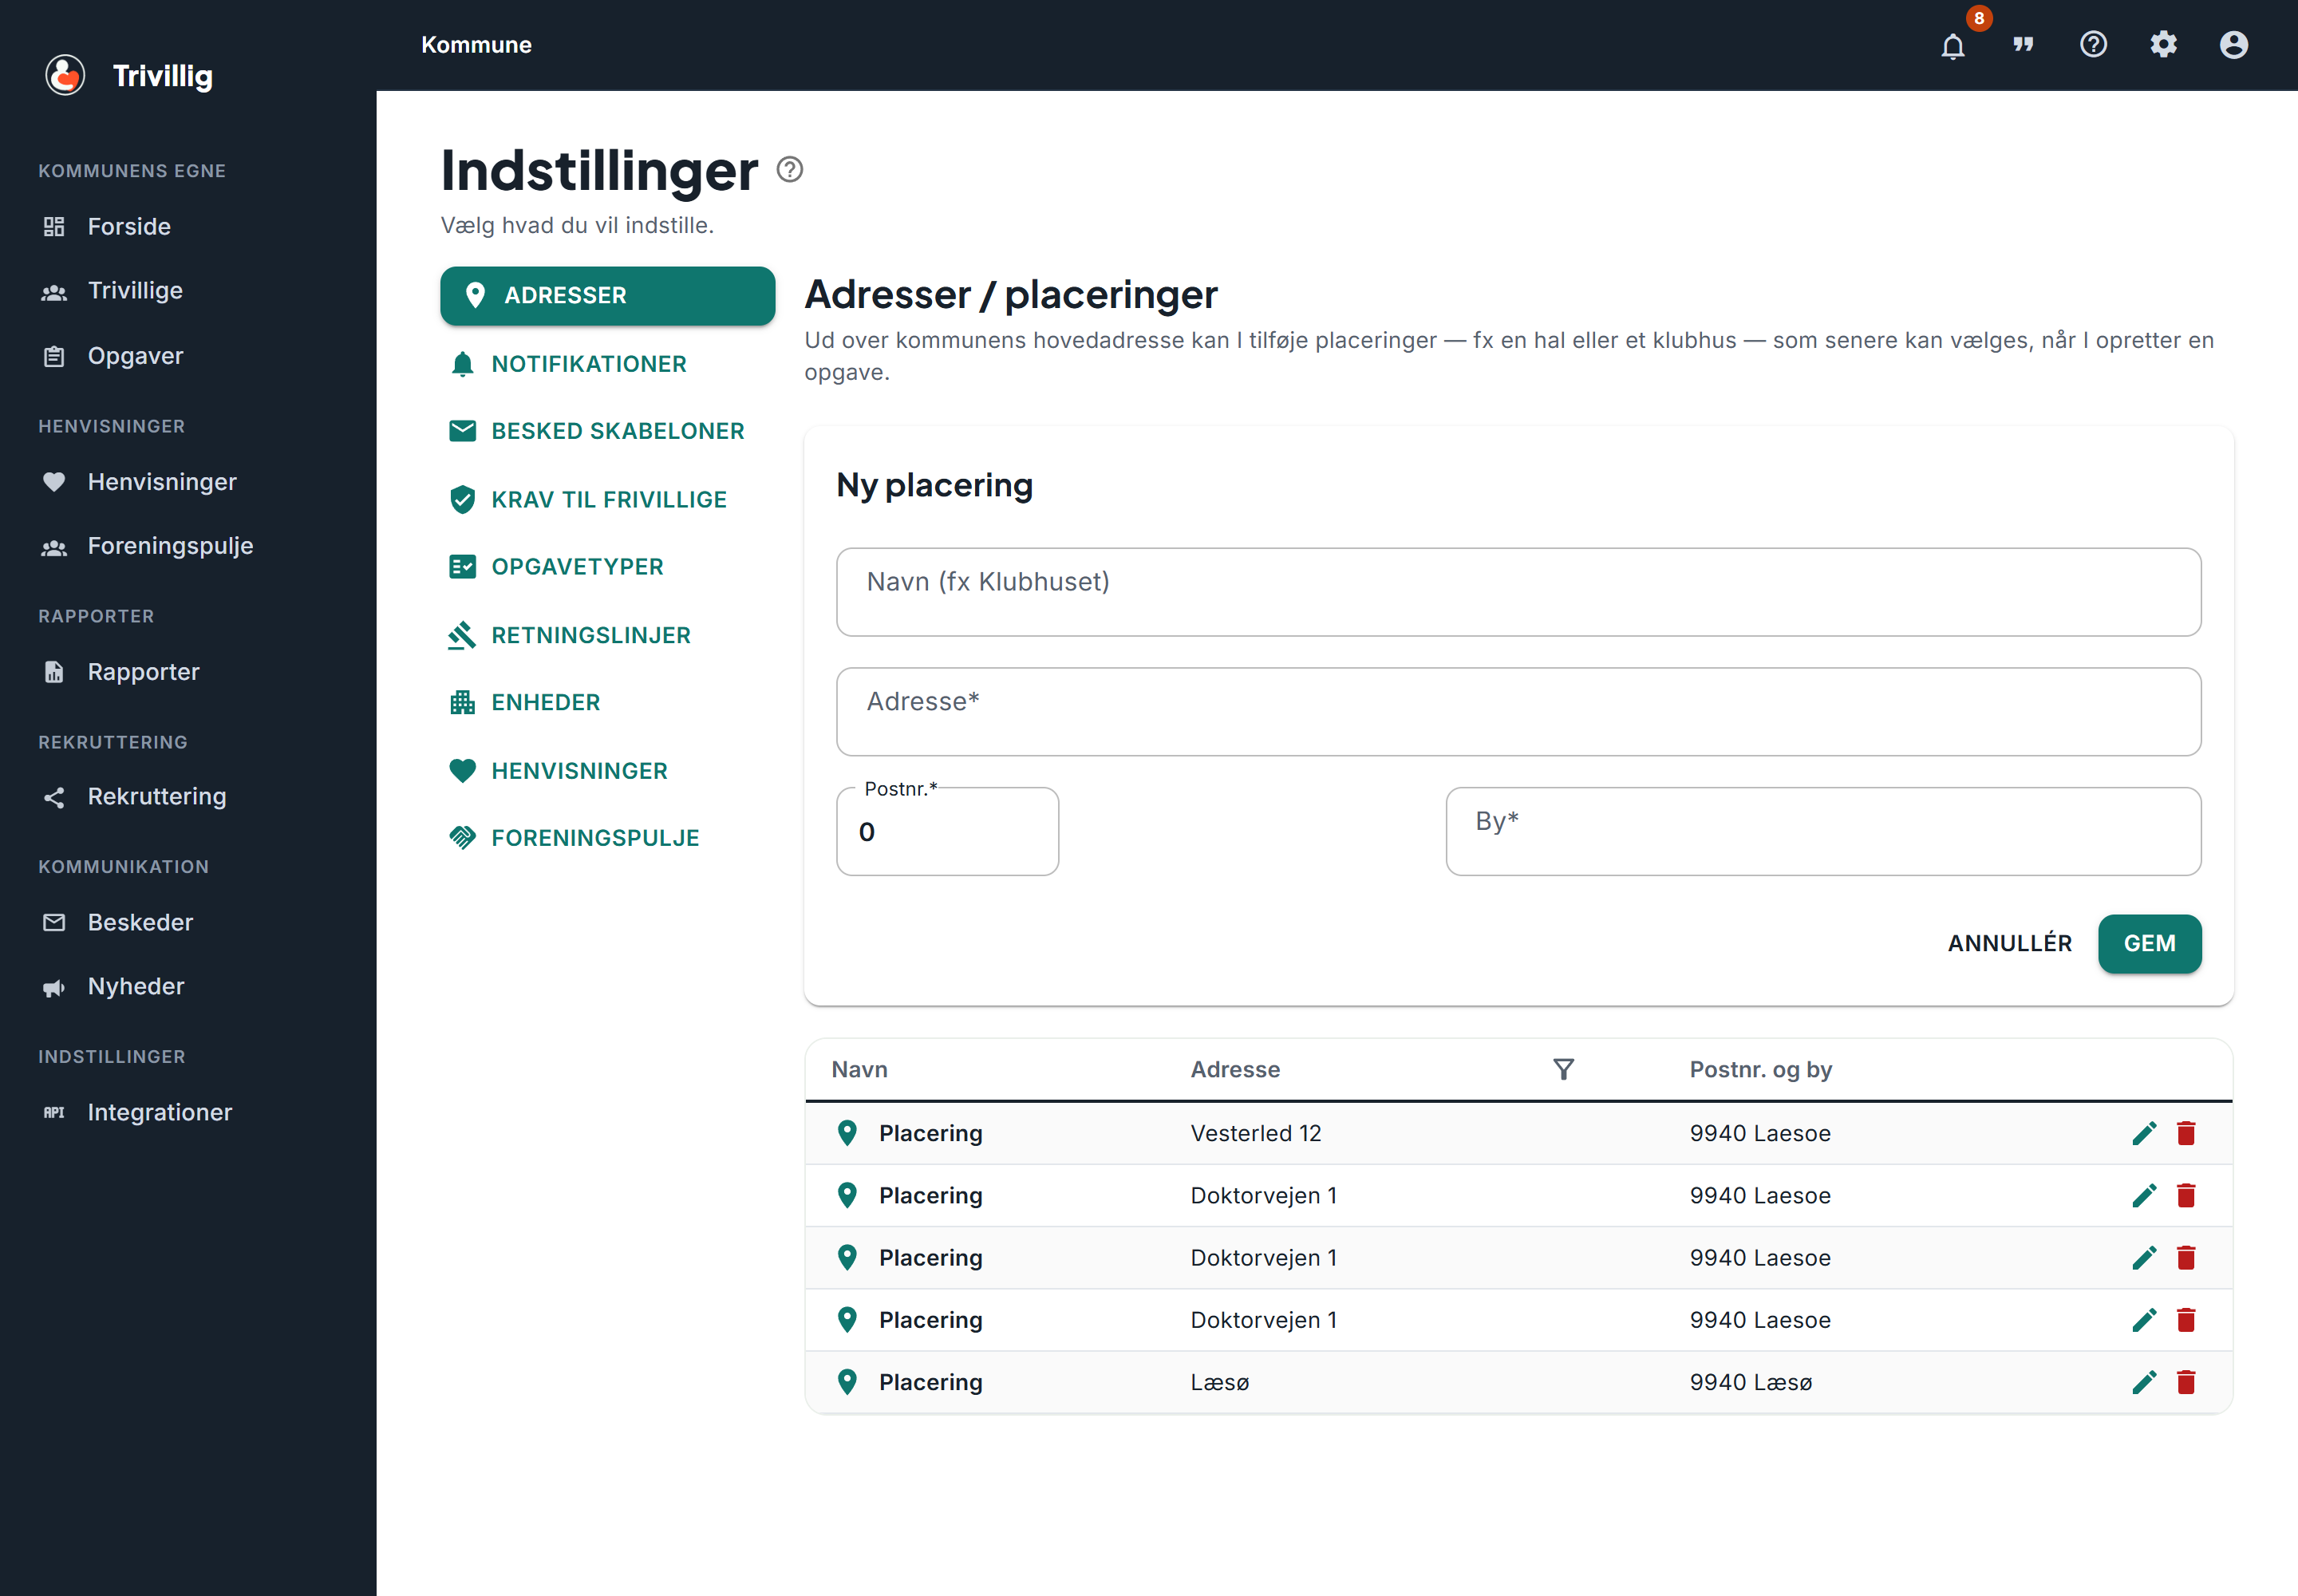 Trivillig
Kommune
8
KOMMUNENS EGNE
Forside
Trivillige
Opgaver
HENVISNINGER
Henvisninger
Foreningspulje
RAPPORTER
Rapporter
REKRUTTERING
Rekruttering
KOMMUNIKATION
Beskeder
Nyheder
INDSTILLINGER
API Integrationer
Indstillinger
Vælg hvad du vil indstille.
ADRESSER
NOTIFIKATIONER
BESKED SKABELONER
KRAV TIL FRIVILLIGE
OPGAVETYPER
RETNINGSLINJER
ENHEDER
HENVISNINGER
FORENINGSPULJE
Adresser / placeringer
Ud over kommunens hovedadresse kan I tilføje placeringer — fx en hal eller et klubhus — som senere kan vælges, når I opretter en
opgave.
Ny placering
Navn (fx Klubhuset)
Adresse*
Postnr.*
0
By*
ANNULLÉR GEM
Navn Adresse Postnr. og by
Placering Vesterled 12 9940 Laesoe
Placering Doktorvejen 1 9940 Laesoe
Placering Doktorvejen 1 9940 Laesoe
Placering Doktorvejen 1 9940 Laesoe
Placering Læsø 9940 Læsø